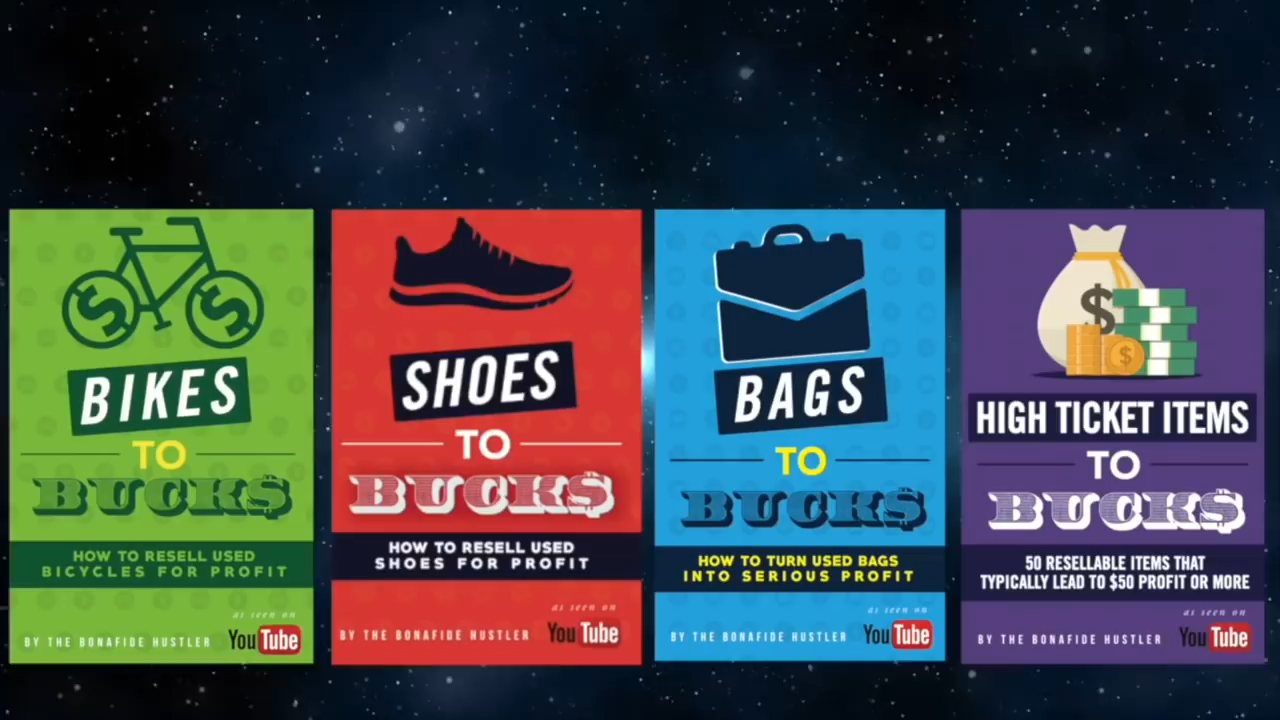 BIKES
TO
BUCK$
HOW TO RESELL USED
BICYCLES FOR PROFIT
as seen on
BY THE BONAFIDE HUSTLER
YouTube
SHOES
TO
BUCK$
HOW TO RESELL USED
SHOES FOR PROFIT
as seen on
BY THE BONAFIDE HUSTLER
YouTube
BAGS
TO
BUCK$
HOW TO TURN USED BAGS
INTO SERIOUS PROFIT
as seen on
BY THE BONAFIDE HUSTLER
YouTube
$
$
HIGH TICKET ITEMS
TO
BUCK$
50 RESELLABLE ITEMS THAT
TYPICALLY LEAD TO $50 PROFIT OR MORE
as seen on
BY THE BONAFIDE HUSTLER
YouTube